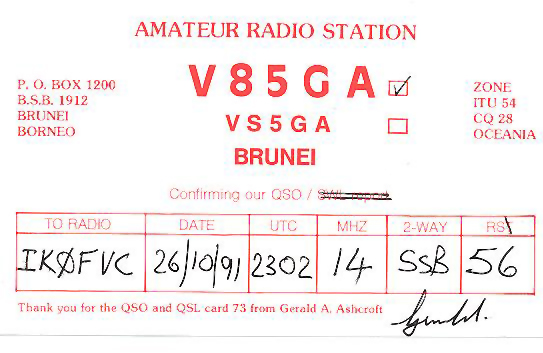 AMATEUR RADIO STATION
V85GA
VS5GA
BRUNEI
P. O. BOX 1200
B.S.B. 1912
BRUNEI
BORNEO
ZONE
ITU 54
CQ 28
OCEANIA
Confirming our QSO / SWL report
TO RADIO DATE UTC MHZ 2-WAY RST
IKØFVC 26/10/91 2302 14 SSB 56
Thank you for the QSO and QSL card 73 from Gerald A. Ashcroft